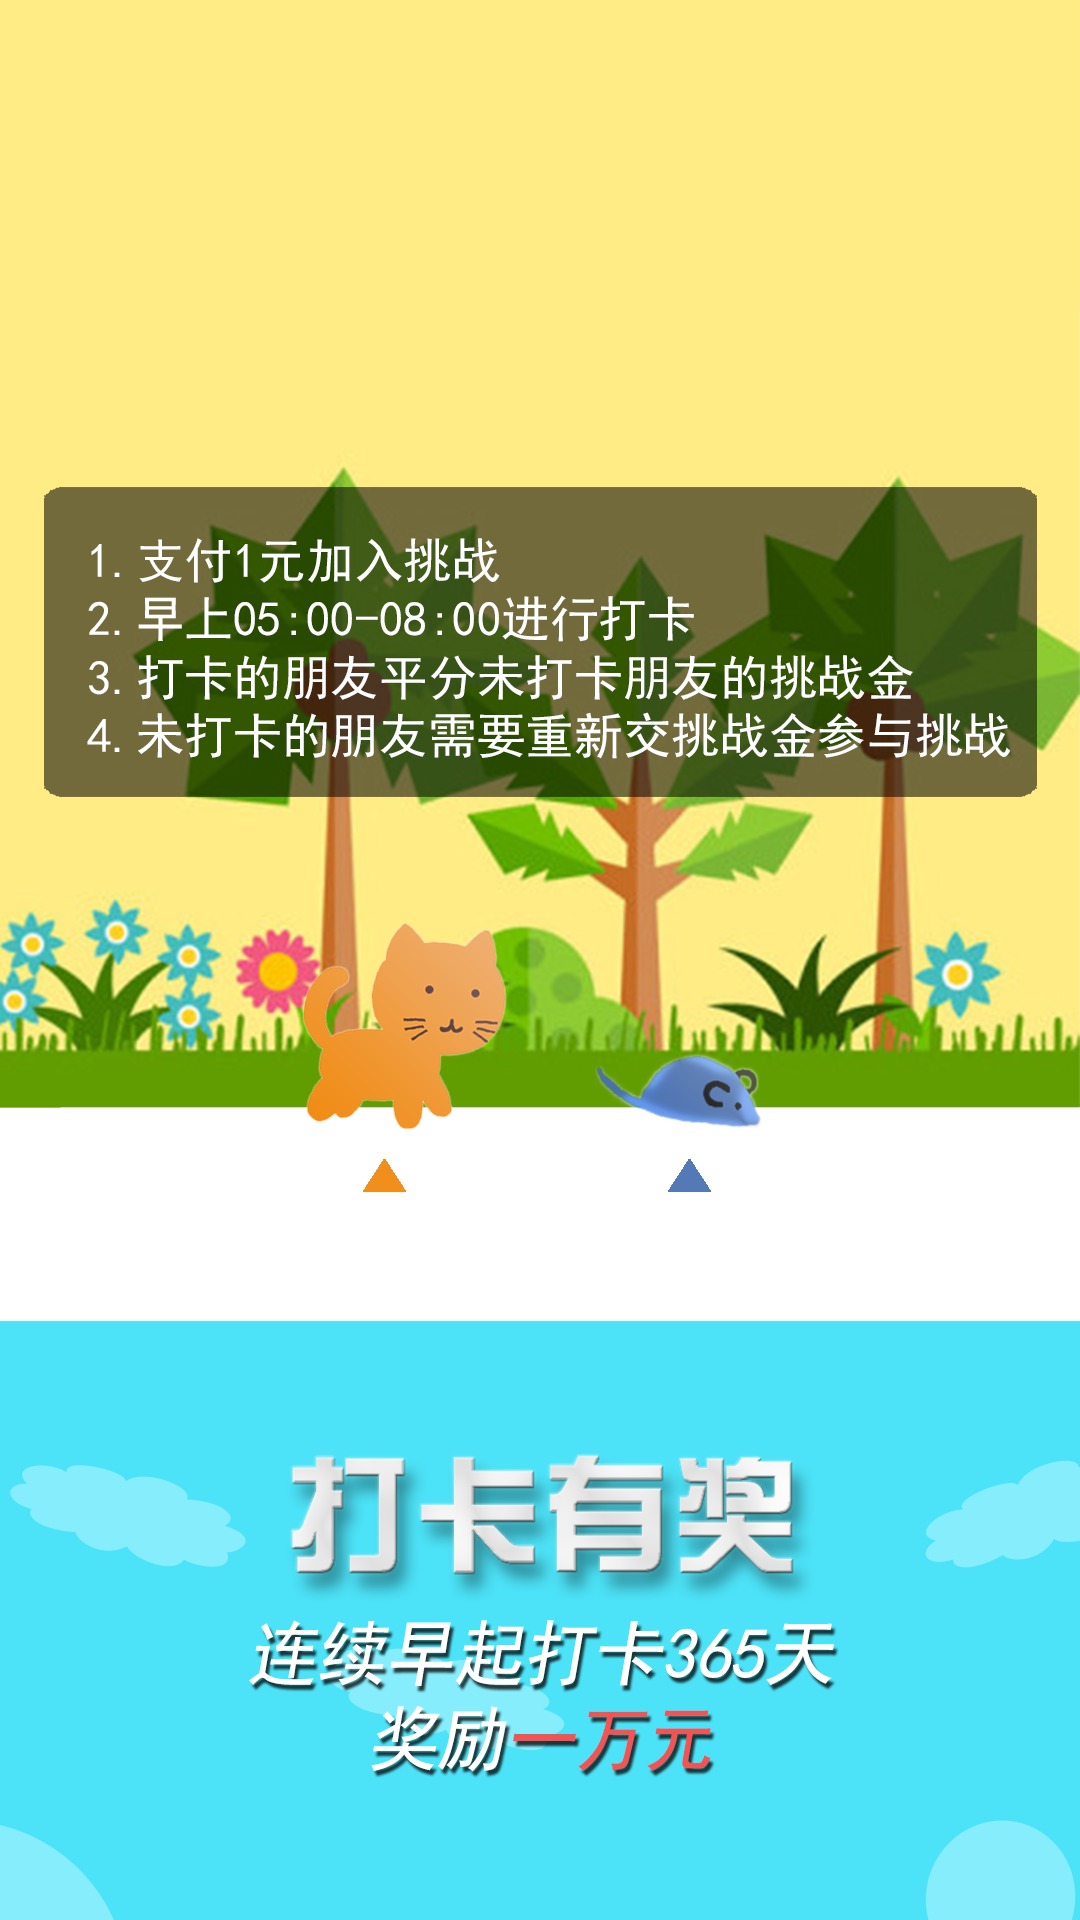 1. 支付1元加入挑战
2. 早上05:00-08:00进行打卡
3. 打卡的朋友平分未打卡朋友的挑战金
4. 未打卡的朋友需要重新交挑战金参与挑战
打卡有奖
连续早起打卡365天
奖励一万元